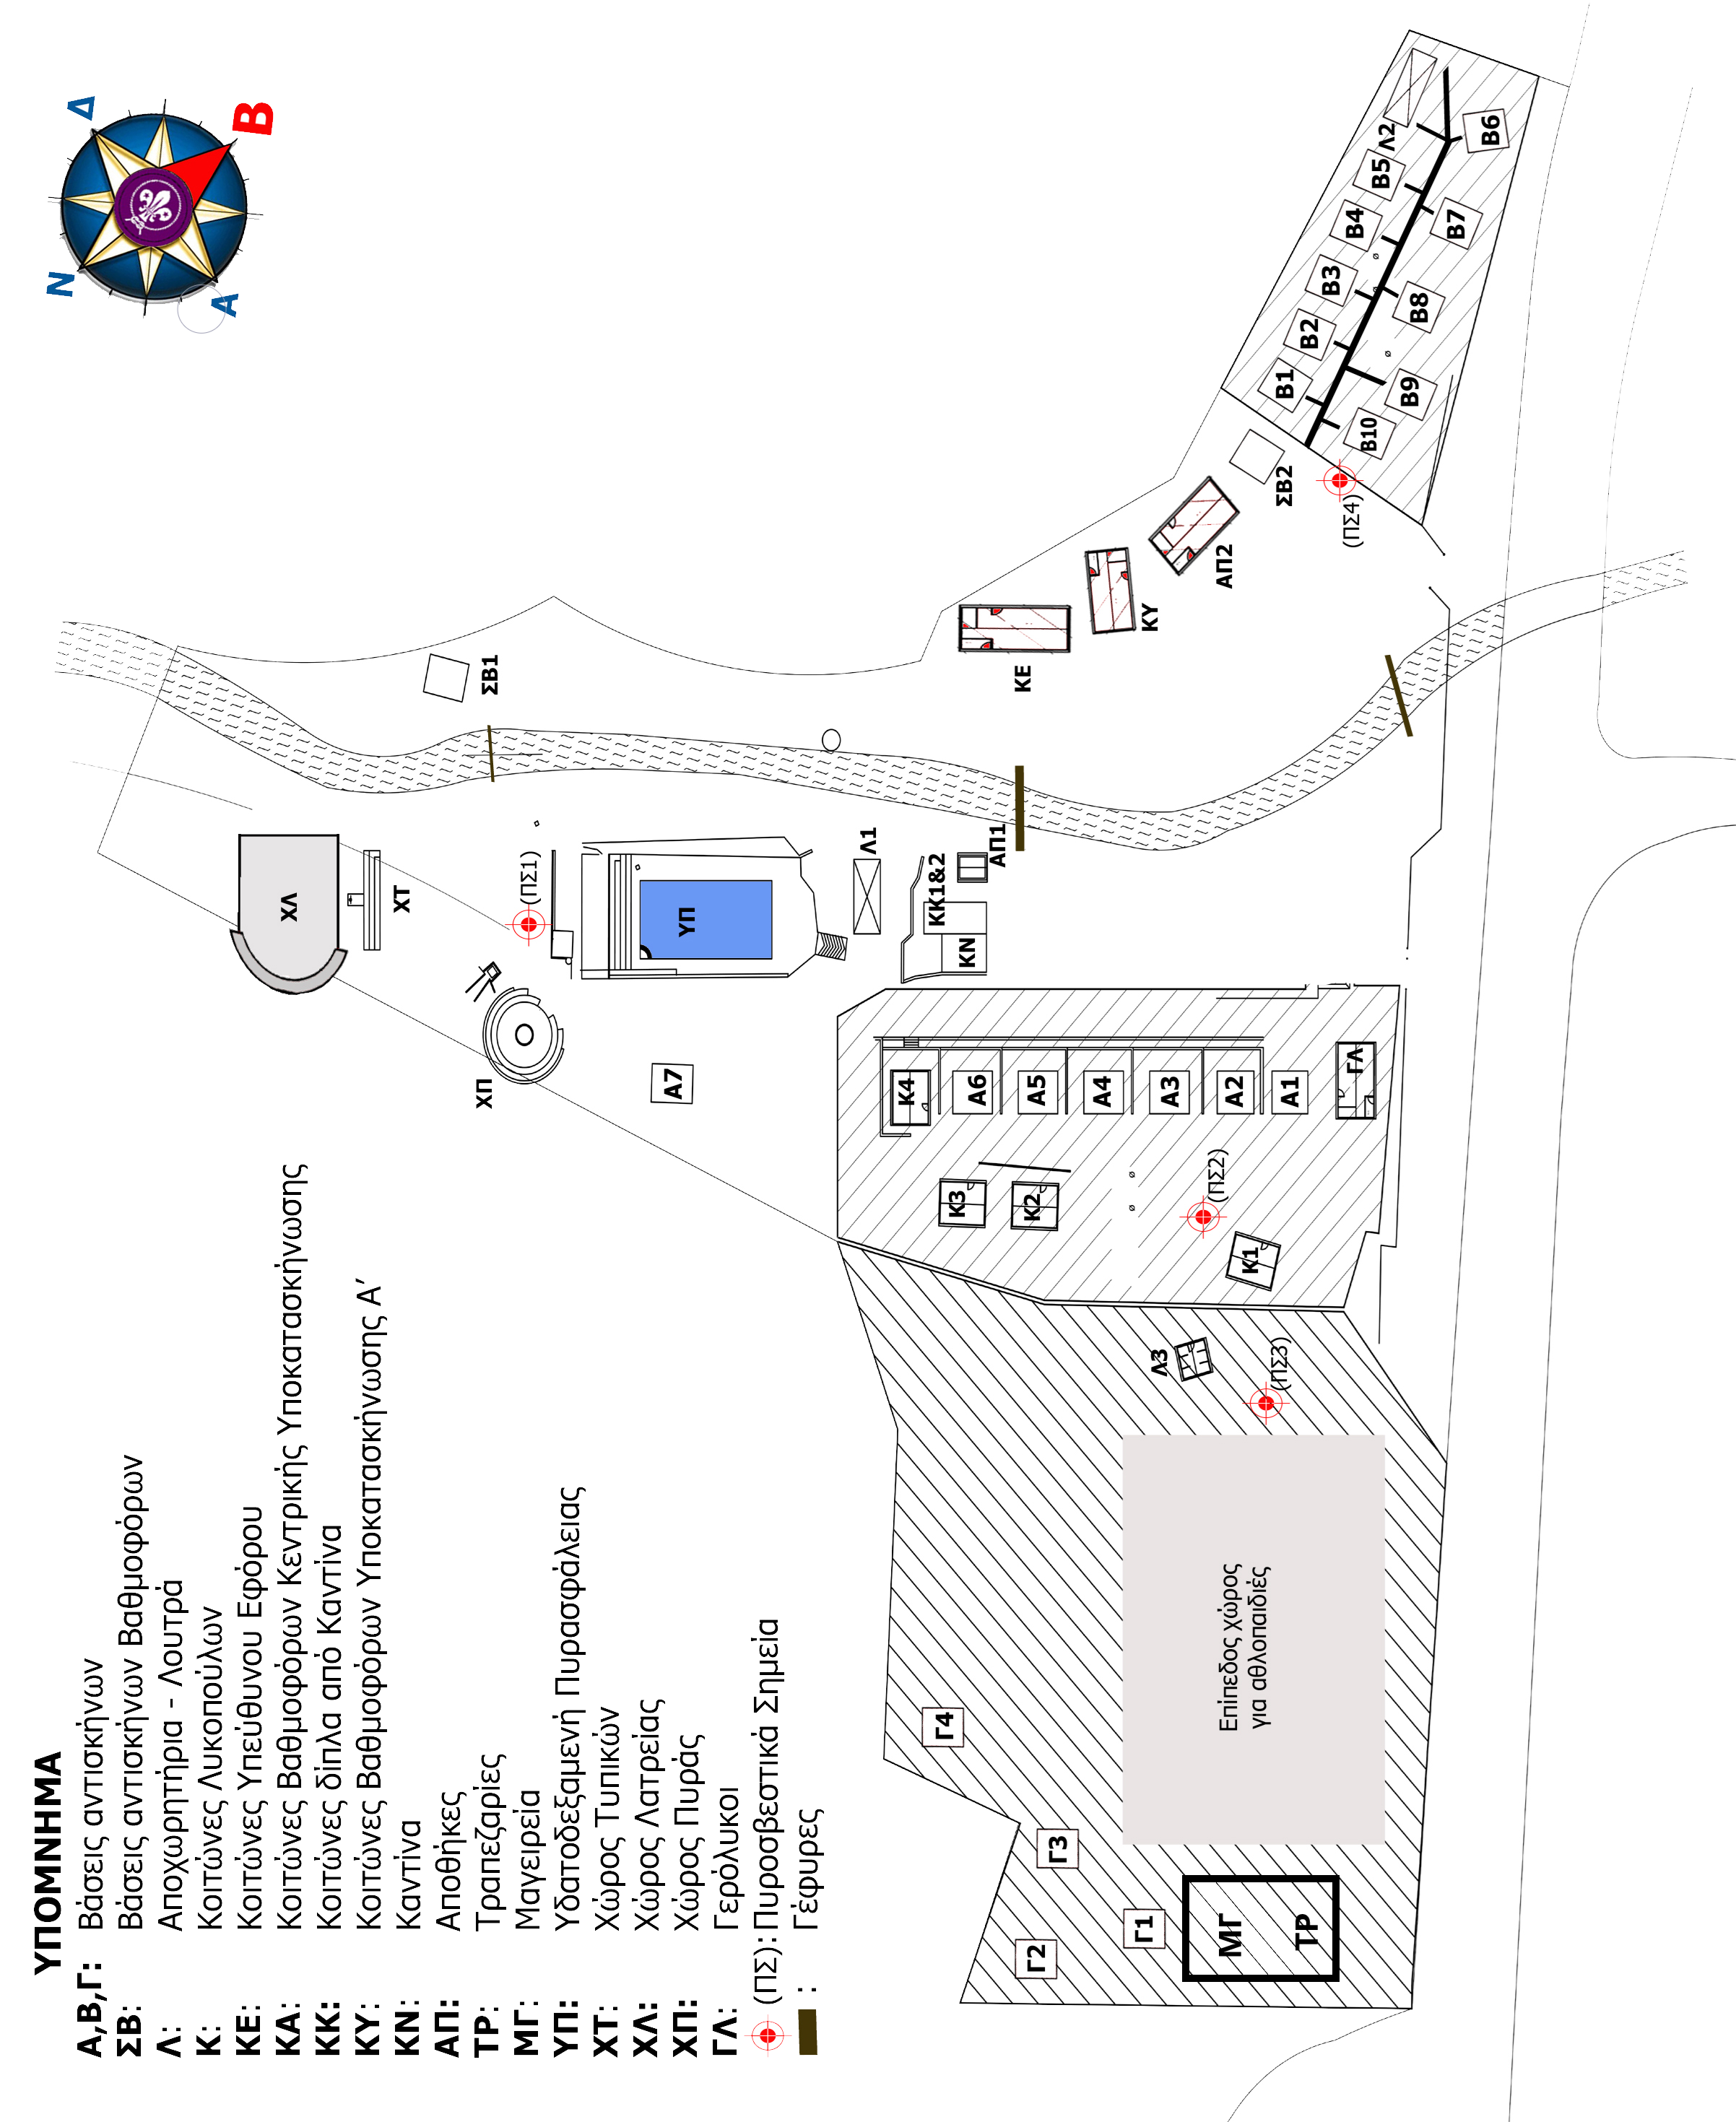 ΥΠΟΜΝΗΜΑ
Α,Β,Γ: Βάσεις αντισκήνων
ΣΒ: Βάσεις αντισκήνων Βαθμοφόρων
Λ: Αποχωρητήρια - Λουτρά
Κ: Κοιτώνες Λυκοπούλων
ΚΕ: Κοιτώνες Υπεύθυνου Εφόρου
ΚΑ: Κοιτώνες Βαθμοφόρων Κεντρικής Υποκατασκήνωσης
ΚΚ: Κοιτώνες δίπλα από Καντίνα
ΚΥ: Κοιτώνες Βαθμοφόρων Υποκατασκήνωσης Α’
ΚΝ: Καντίνα
ΑΠ: Αποθήκες
ΤΡ: Τραπεζαρίες
ΜΓ: Μαγειρεία
ΥΠ: Υδατοδεξαμενή Πυρασφάλειας
ΧΤ: Χώρος Τυπικών
ΧΛ: Χώρος Λατρείας
ΧΠ: Χώρος Πυράς
ΓΛ: Γερόλυκοι
(ΠΣ): Πυροσβεστικά Σημεία
: Γέφυρες
Ν
Δ
Α
Β
ΧΛ
ΧΤ
ΣΒ1
ΧΠ
(ΠΣ1)
Α7
ΥΠ
Λ1
ΚΚ1&2
ΚΝ
ΑΠ1
ΚΕ
ΚΥ
ΑΠ2
ΣΒ2
(ΠΣ4)
Β1
Β2
Β3
Β4
Β5
Λ2
Β6
Β7
Β8
Β9
Β10
Κ4
Α6
Α5
Α4
Α3
Α2
Α1
ΓΛ
Κ3
Κ2
Κ1
(ΠΣ2)
Λ3
(ΠΣ3)
Επίπεδος χώρος
για αθλοπαιδιές
Γ4
Γ3
Γ2
Γ1
ΜΓ
ΤΡ